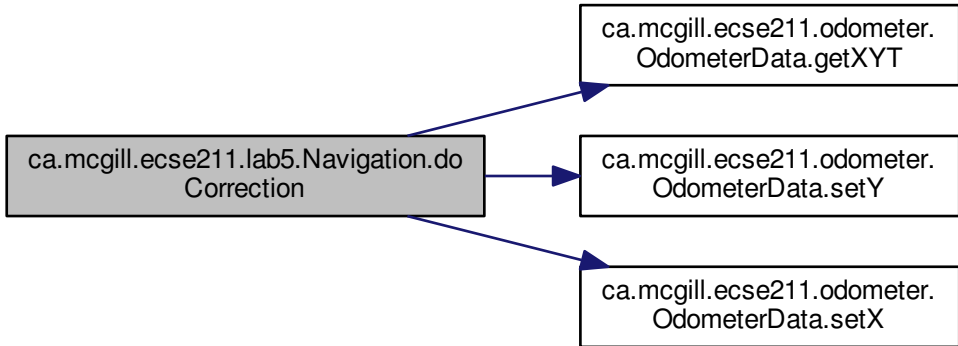 ca.mcgill.ecse211.lab5.Navigation.do
Correction
ca.mcgill.ecse211.odometer.
OdometerData.getXYT
ca.mcgill.ecse211.odometer.
OdometerData.setY
ca.mcgill.ecse211.odometer.
OdometerData.setX